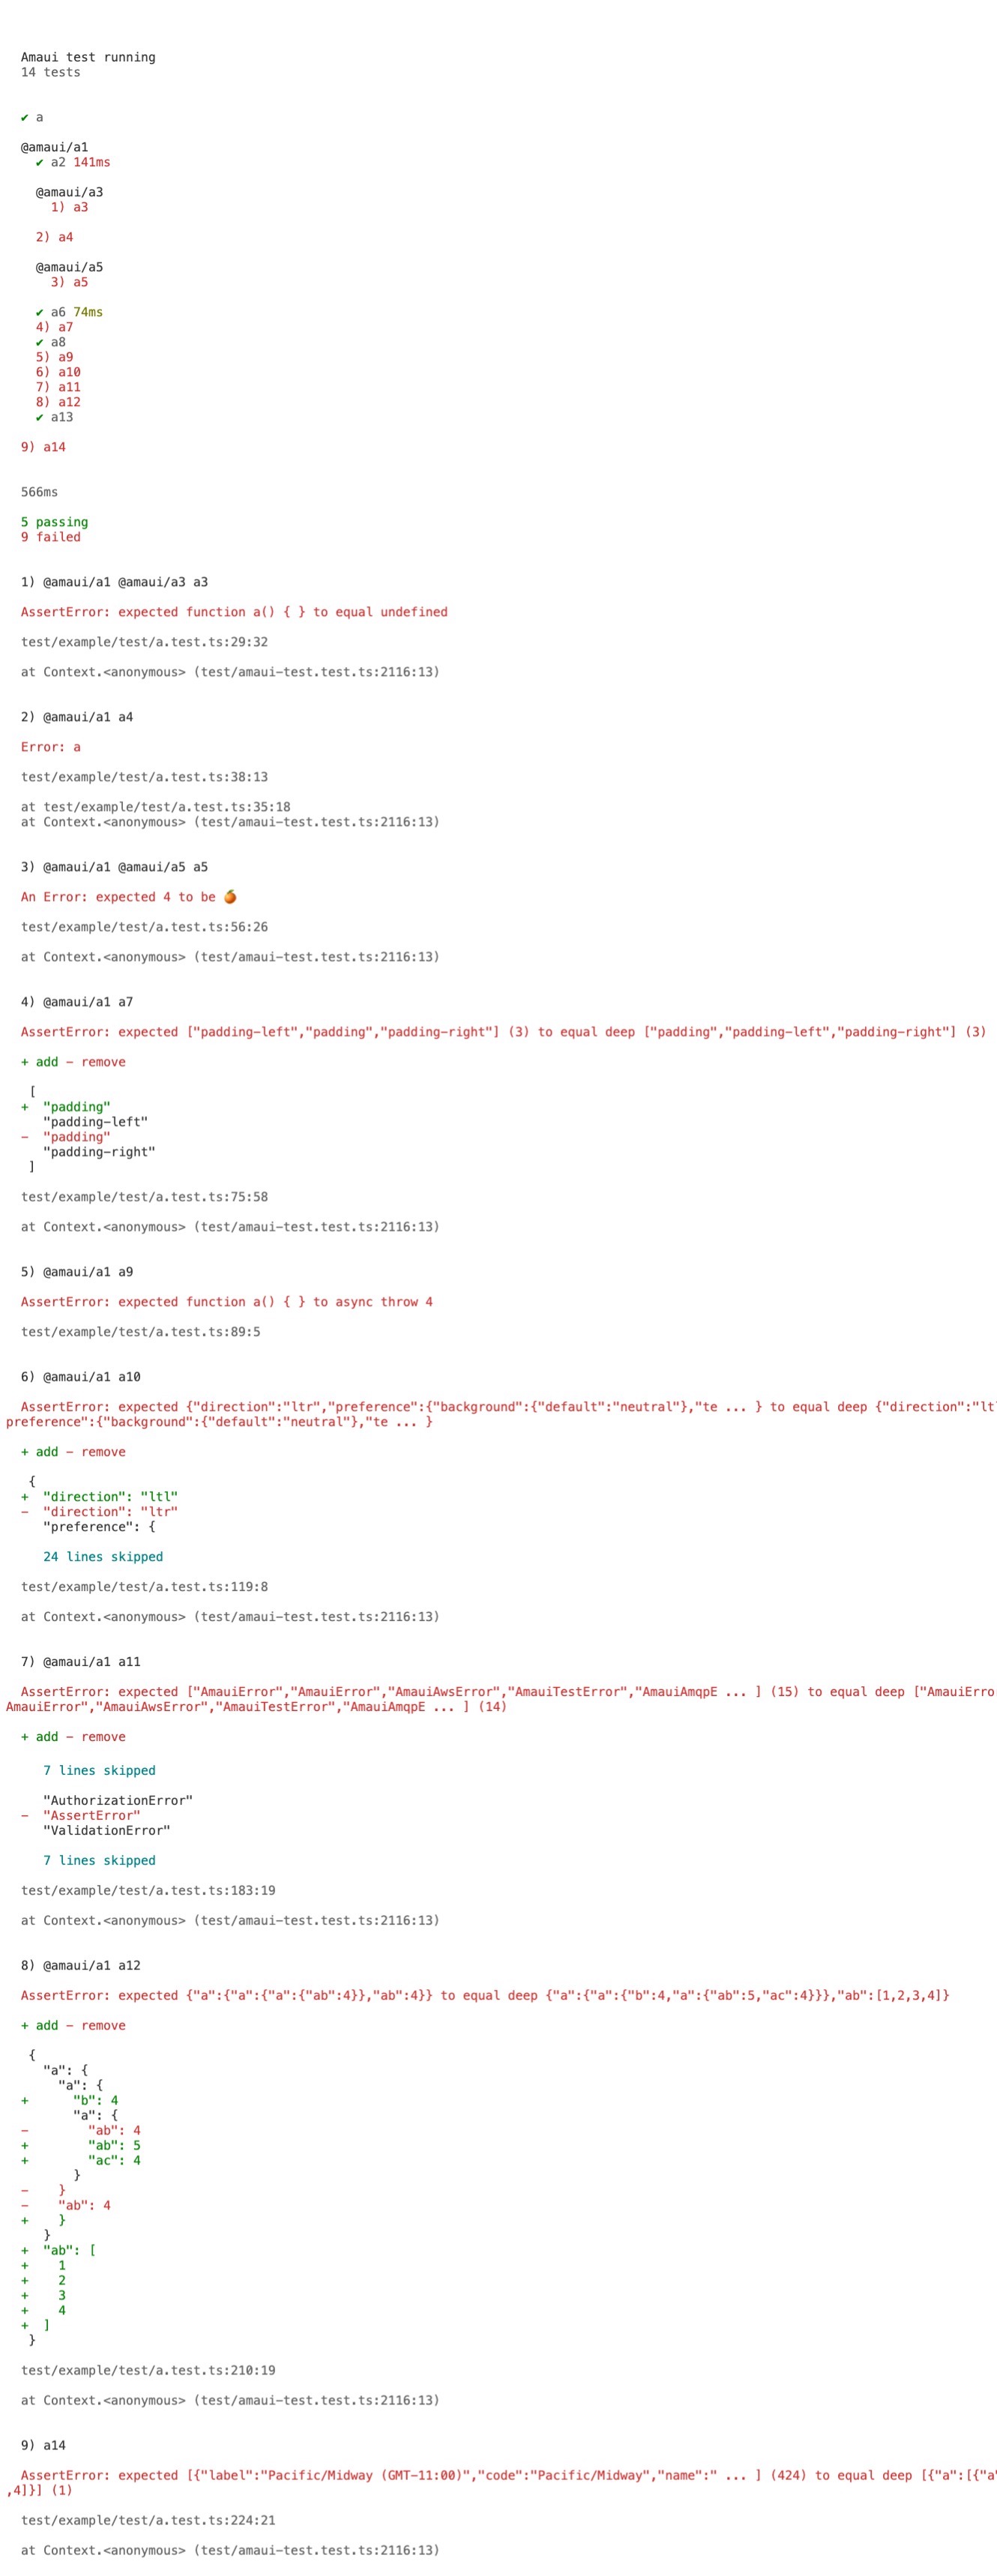 Amaui test running
14 tests
✔ a
@amaui/a1
✔ a2 141ms
@amaui/a3
1) a3
2) a4
@amaui/a5
3) a5
✔ a6 74ms
4) a7
✔ a8
5) a9
6) a10
7) a11
8) a12
✔ a13
9) a14
566ms
5 passing
9 failed
1) @amaui/a1 @amaui/a3 a3
AssertError: expected function a() { } to equal undefined
test/example/test/a.test.ts:29:32
at Context.<anonymous> (test/amaui-test.test.ts:2116:13)
2) @amaui/a1 a4
Error: a
test/example/test/a.test.ts:38:13
at test/example/test/a.test.ts:35:18
at Context.<anonymous> (test/amaui-test.test.ts:2116:13)
3) @amaui/a1 @amaui/a5 a5
An Error: expected 4 to be 🍊
test/example/test/a.test.ts:56:26
at Context.<anonymous> (test/amaui-test.test.ts:2116:13)
4) @amaui/a1 a7
AssertError: expected ["padding-left","padding","padding-right"] (3) to equal deep ["padding","padding-left","padding-right"] (3)
+ add - remove
[
+ "padding"
"padding-left"
- "padding"
"padding-right"
]
test/example/test/a.test.ts:75:58
at Context.<anonymous> (test/amaui-test.test.ts:2116:13)
5) @amaui/a1 a9
AssertError: expected function a() { } to async throw 4
test/example/test/a.test.ts:89:5
6) @amaui/a1 a10
AssertError: expected {"direction":"ltr","preference":{"background":{"default":"neutral"},"te ... } to equal deep {"direction":"lt
preference":{"background":{"default":"neutral"},"te ... }
+ add - remove
{
+ "direction": "ltl"
- "direction": "ltr"
"preference": {
24 lines skipped
test/example/test/a.test.ts:119:8
at Context.<anonymous> (test/amaui-test.test.ts:2116:13)
7) @amaui/a1 a11
AssertError: expected ["AmauiError","AmauiError","AmauiAwsError","AmauiTestError","AmauiAmqpE ... ] (15) to equal deep ["AmauiErro
AmauiError","AmauiAwsError","AmauiTestError","AmauiAmqpE ... ] (14)
+ add - remove
7 lines skipped
"AuthorizationError"
- "AssertError"
"ValidationError"
7 lines skipped
test/example/test/a.test.ts:183:19
at Context.<anonymous> (test/amaui-test.test.ts:2116:13)
8) @amaui/a1 a12
AssertError: expected {"a":{"a":{"a":{"ab":4}},"ab":4}} to equal deep {"a":{"a":{"b":4,"a":{"ab":5,"ac":4}}},"ab":[1,2,3,4]}
+ add - remove
{
"a": {
"a": {
+ "b": 4
"a": {
- "ab": 4
+ "ab": 5
+ "ac": 4
}
- }
- "ab": 4
+ }
}
+ "ab": [
+ 1
+ 2
+ 3
+ 4
+ ]
}
test/example/test/a.test.ts:210:19
at Context.<anonymous> (test/amaui-test.test.ts:2116:13)
9) a14
AssertError: expected [{"label":"Pacific/Midway (GMT-11:00)","code":"Pacific/Midway","name":" ... ] (424) to equal deep [{"a":[{"a"
,4]}] (1)
test/example/test/a.test.ts:224:21
at Context.<anonymous> (test/amaui-test.test.ts:2116:13)